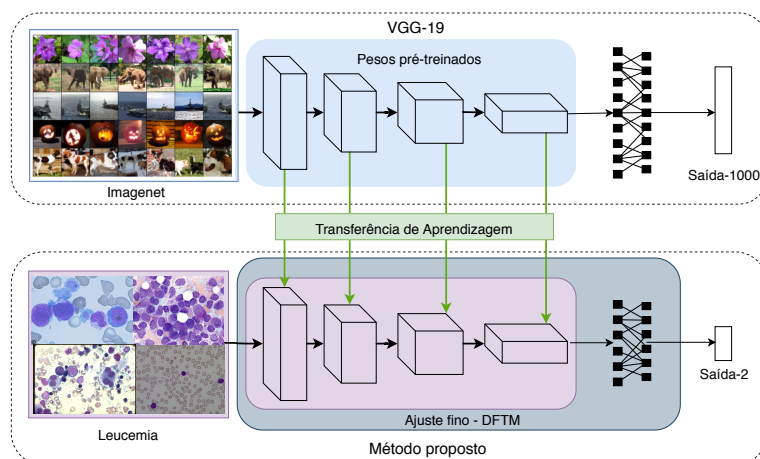 VGG-19
Pesos pré-treinados
Imagenet
Saída-1000
Transferência de Aprendizagem
Leucemia
Saída-2
Ajuste fino - DFTM
Método proposto